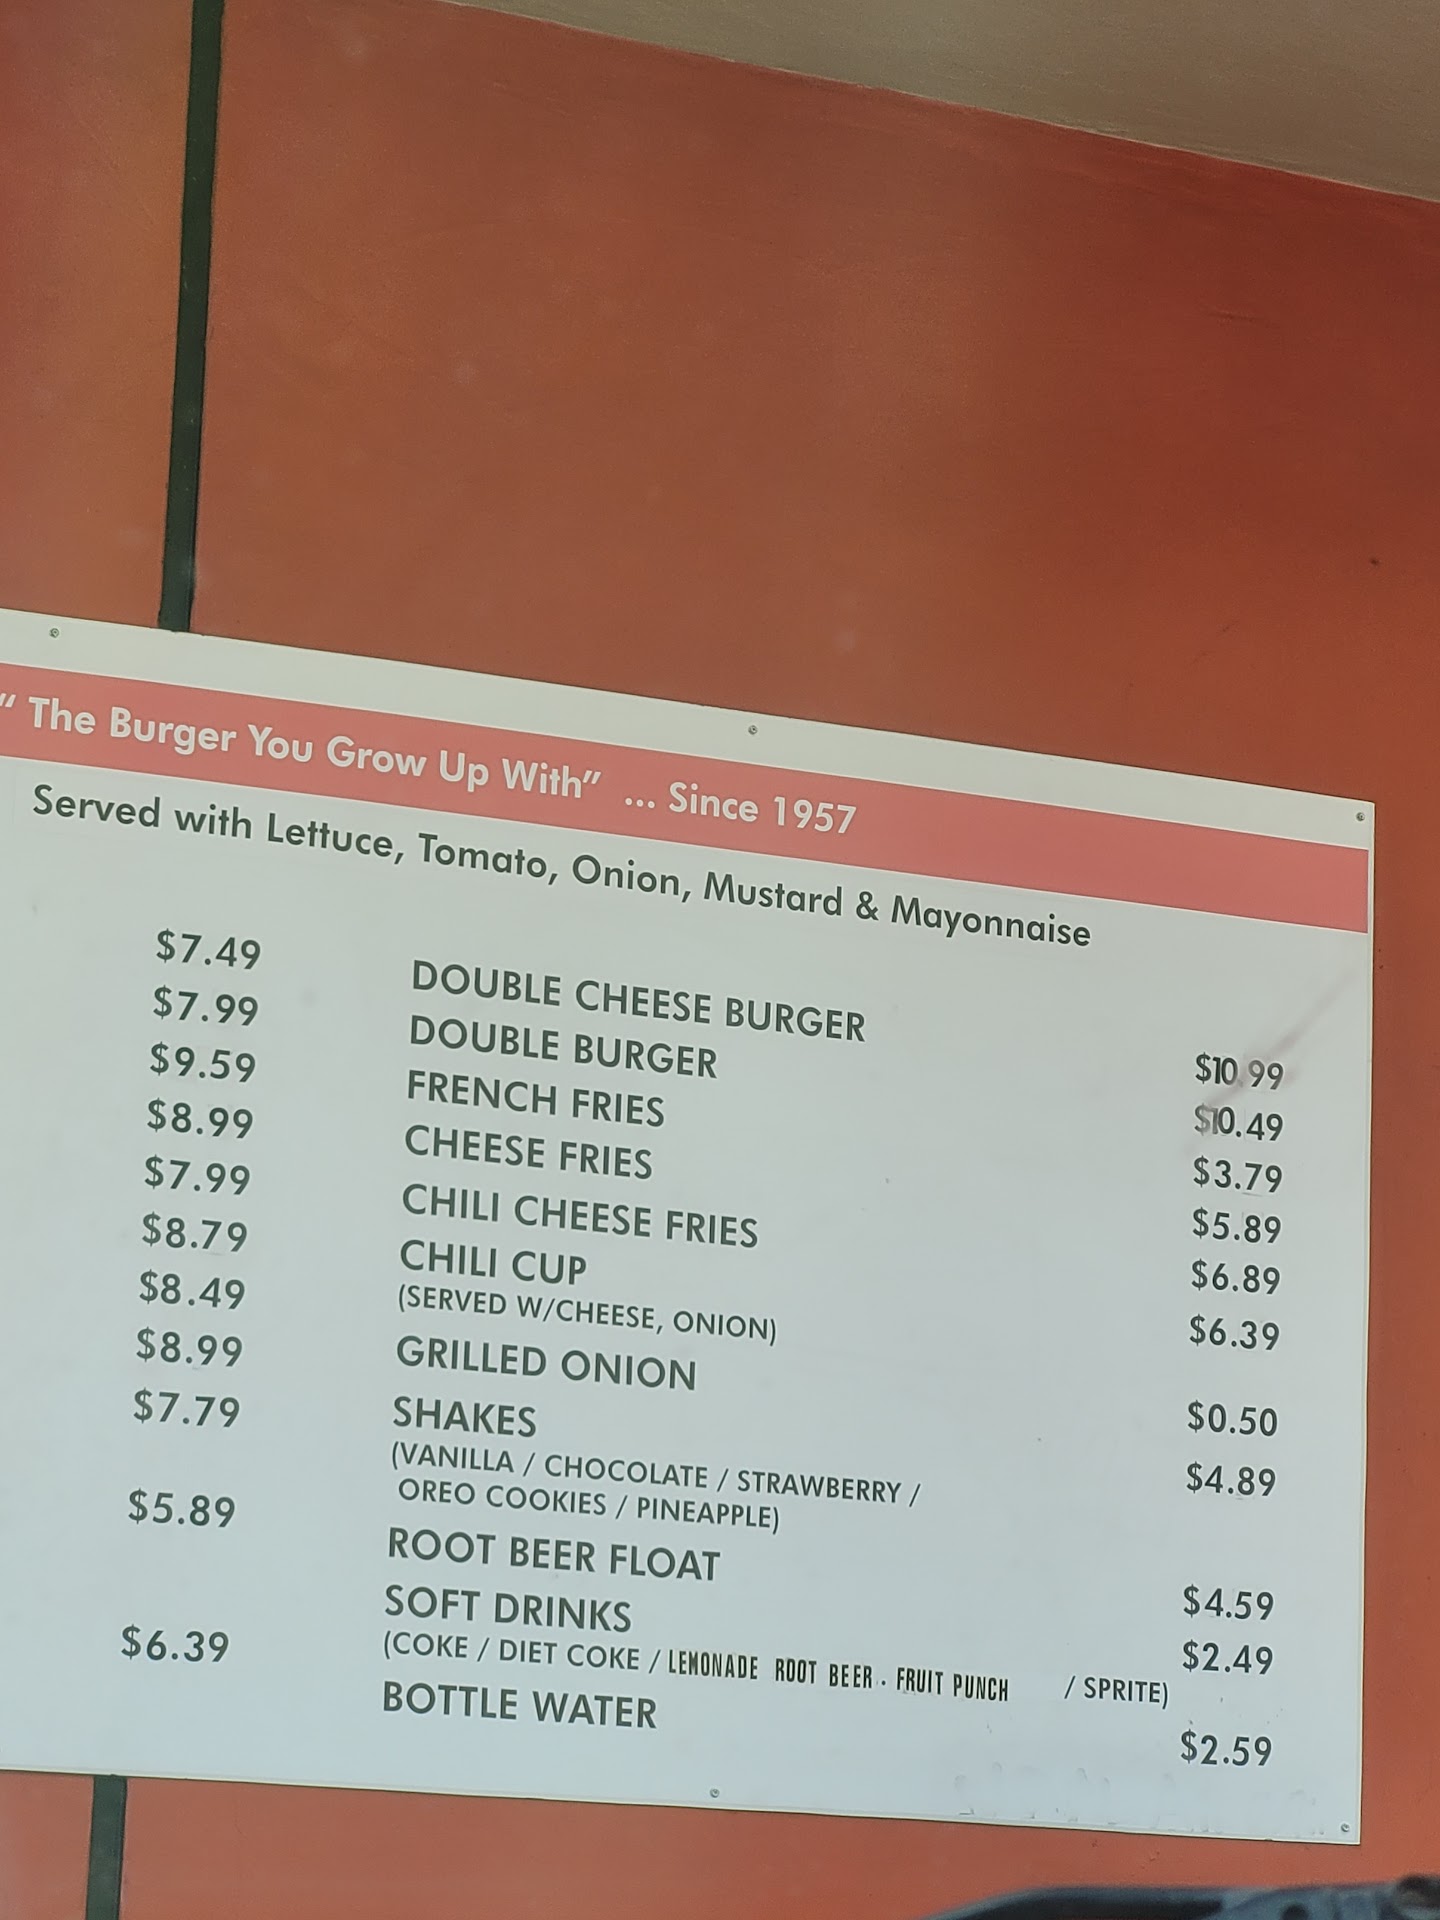 “ The Burger You Grow Up With” ... Since 1957
Served with Lettuce, Tomato, Onion, Mustard & Mayonnaise
$7.49
$7.99
$9.59
$8.99
$7.99
$8.79
$8.49
$8.99
$7.79
$5.89
$6.39
DOUBLE CHEESE BURGER $10.99
DOUBLE BURGER $10.49
FRENCH FRIES $3.79
CHEESE FRIES $5.89
CHILI CHEESE FRIES $6.89
CHILI CUP $6.39
(SERVED W/CHEESE, ONION)
GRILLED ONION $0.50
SHAKES $4.89
(VANILLA / CHOCOLATE / STRAWBERRY /
OREO COOKIES / PINEAPPLE)
ROOT BEER FLOAT $4.59
SOFT DRINKS $2.49
(COKE / DIET COKE / LEMONADE ROOT BEER · FRUIT PUNCH / SPRITE)
BOTTLE WATER $2.59